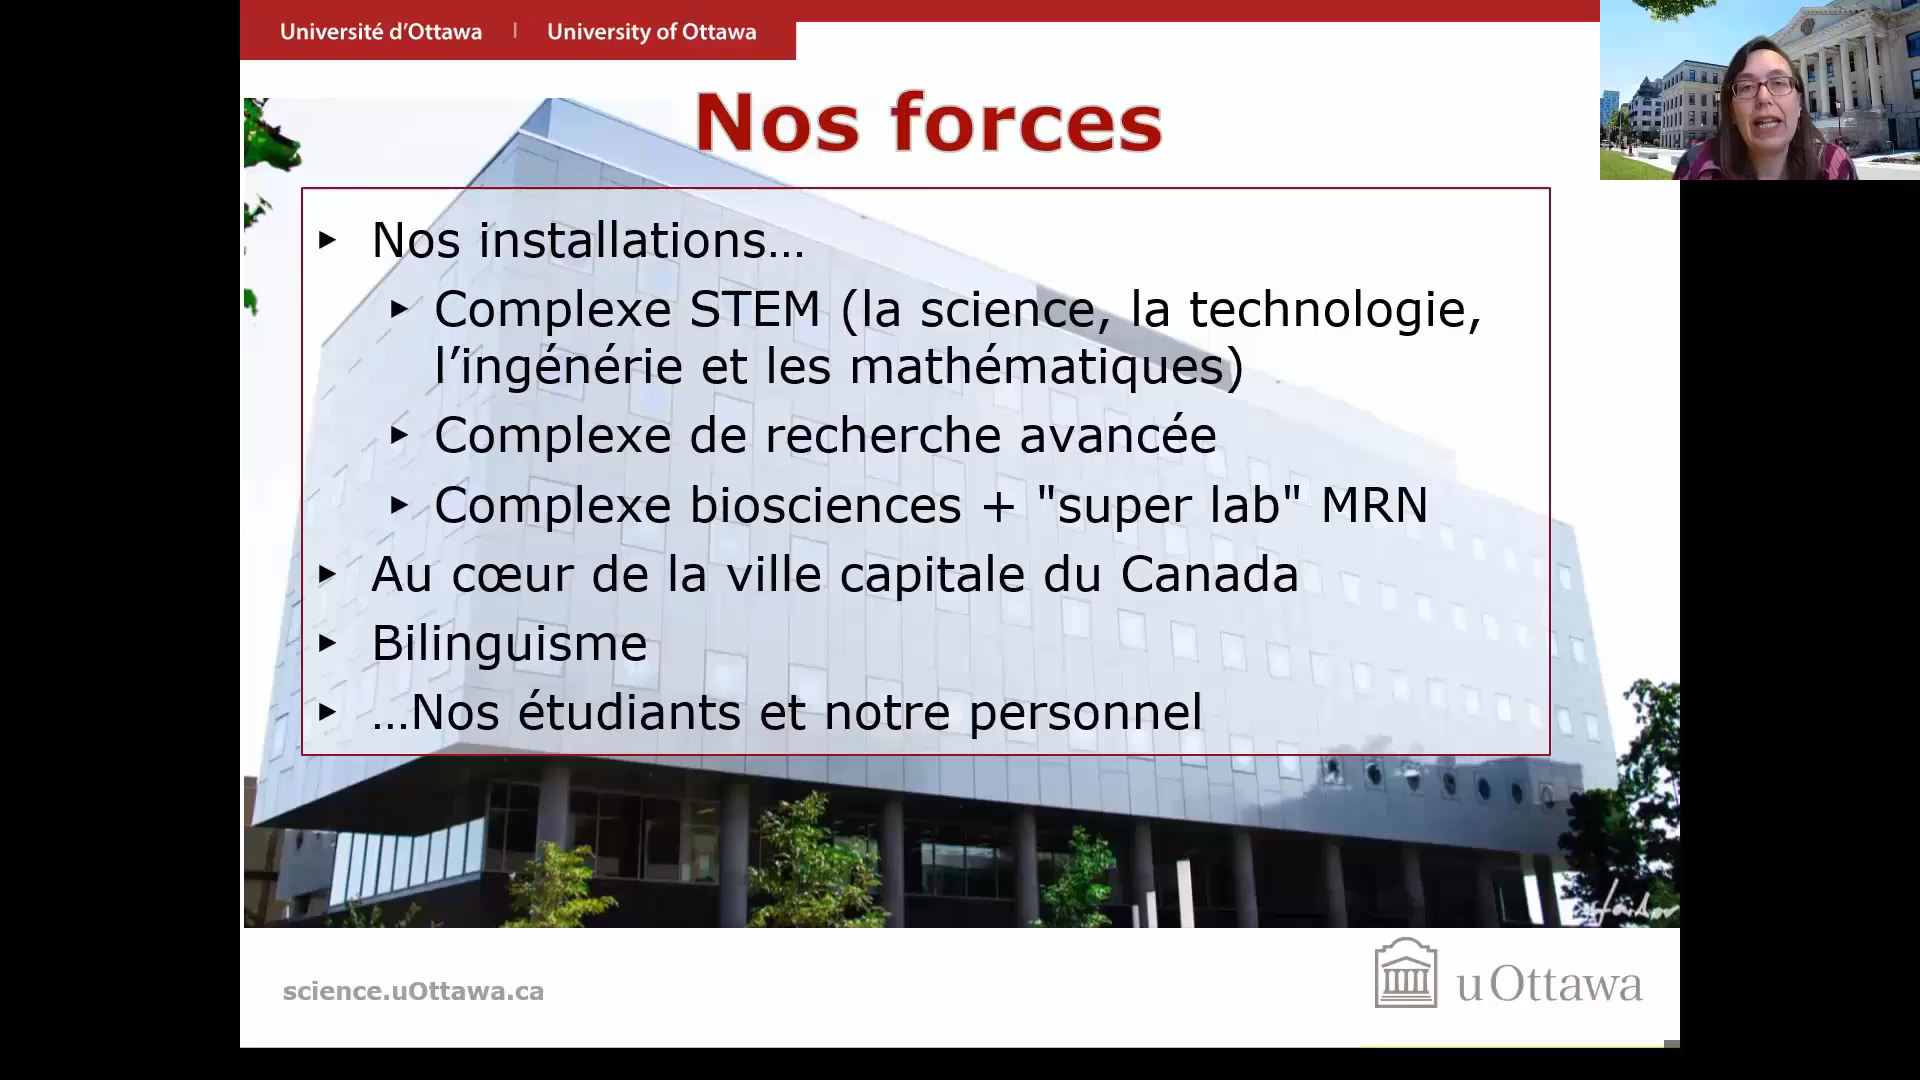 Université d'Ottawa | University of Ottawa
Nos forces
Nos installations...
Complexe STEM (la science, la technologie,
l'ingénérie et les mathématiques)
Complexe de recherche avancée
Complexe biosciences + "super lab" MRN
Au cœur de la ville capitale du Canada
Bilinguisme
...Nos étudiants et notre personnel
science.uOttawa.ca
uOttawa